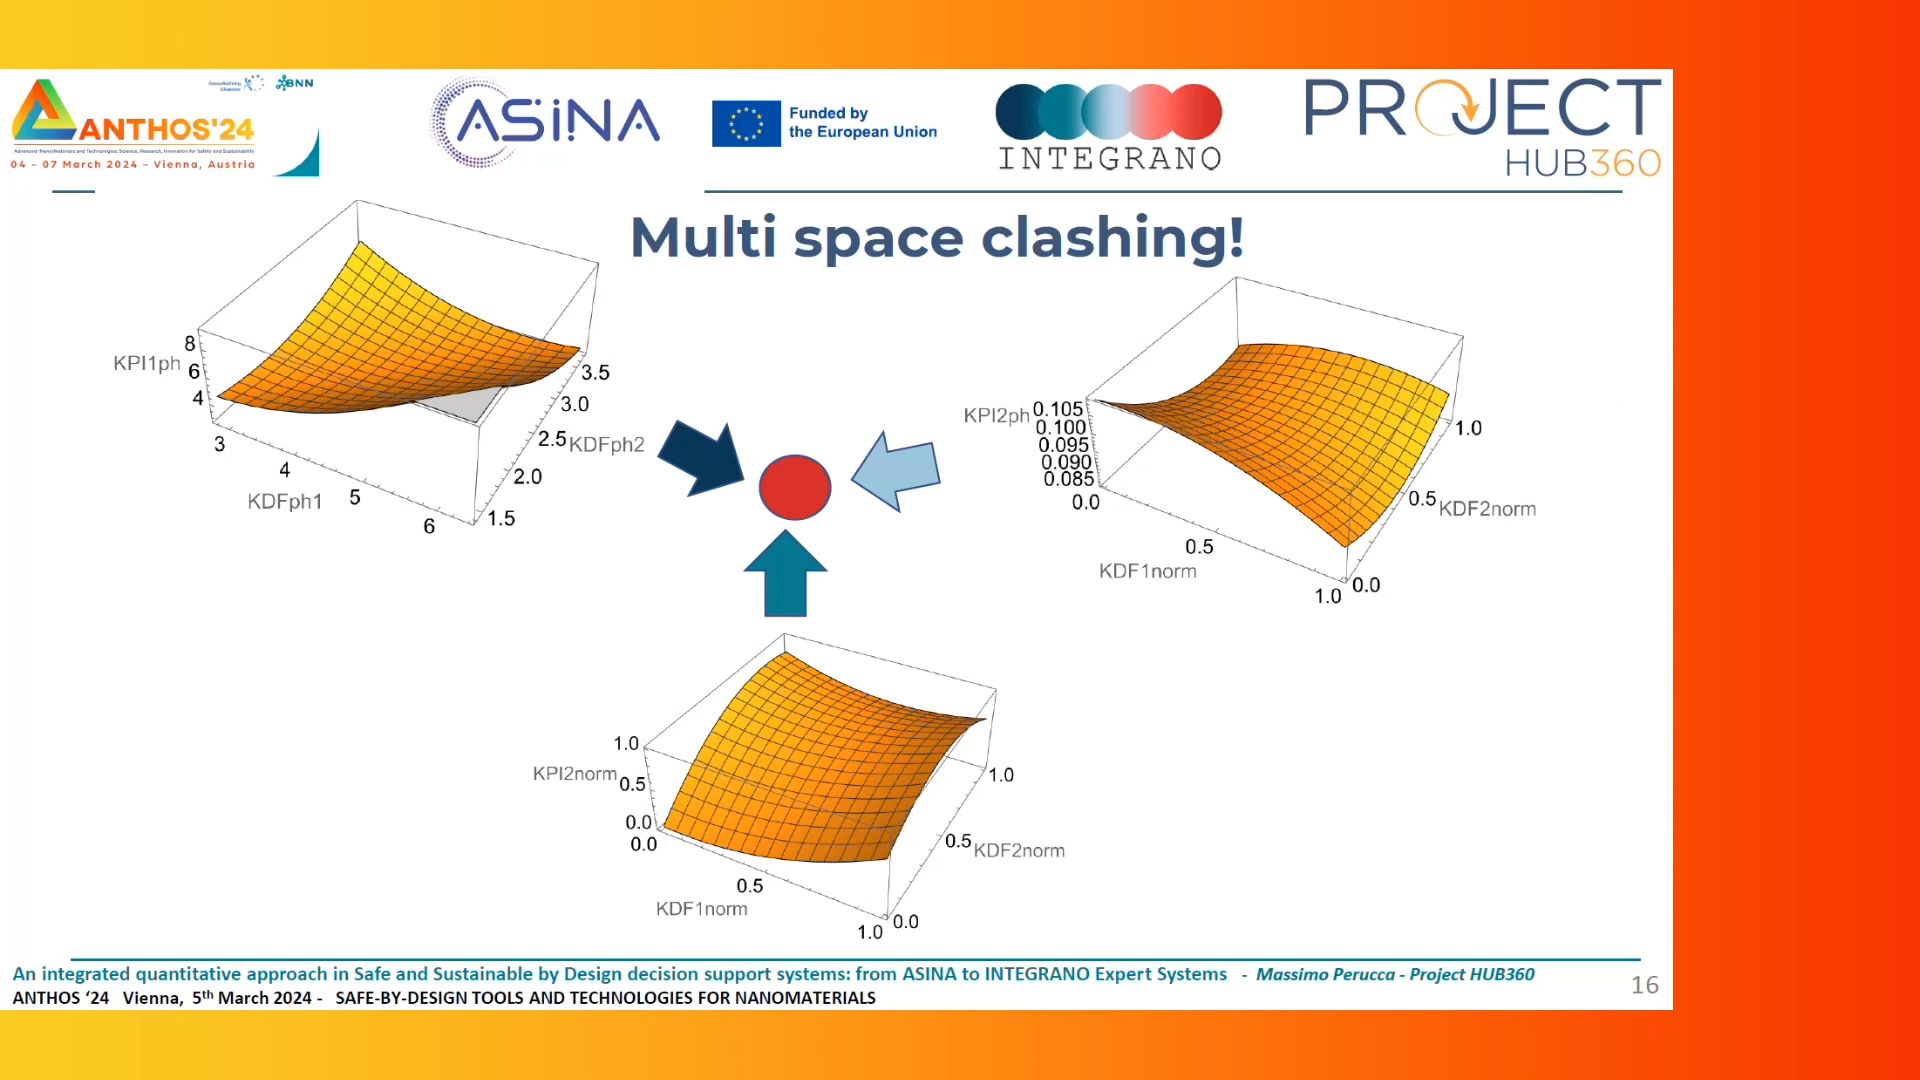 NanoSafety Cluster
BNN
ANTHOS'24
Advanced (Nano)Materials and Technologies: Science, Research, Innovation for Safety and Sustainability
04 – 07 March 2024 – Vienna, Austria
ASINA
Funded by
the European Union
INTEGRANO
PROJECT
HUB360
Multi space clashing!
KPI1ph
8
6
4
3
4
5
6
KDFph1
3.5
3.0
2.5
2.0
1.5
KDFph2
KPI2ph
0.105
0.100
0.095
0.090
0.085
0.0
0.5
1.0
KDF1norm
1.0
0.5
0.0
KDF2norm
KPI2norm
1.0
0.5
0.0
0.0
0.5
1.0
KDF1norm
1.0
0.5
0.0
KDF2norm
An integrated quantitative approach in Safe and Sustainable by Design decision support systems: from ASINA to INTEGRANO Expert Systems - Massimo Perucca - Project HUB360
ANTHOS ‘24 Vienna, 5th March 2024 - SAFE-BY-DESIGN TOOLS AND TECHNOLOGIES FOR NANOMATERIALS
16